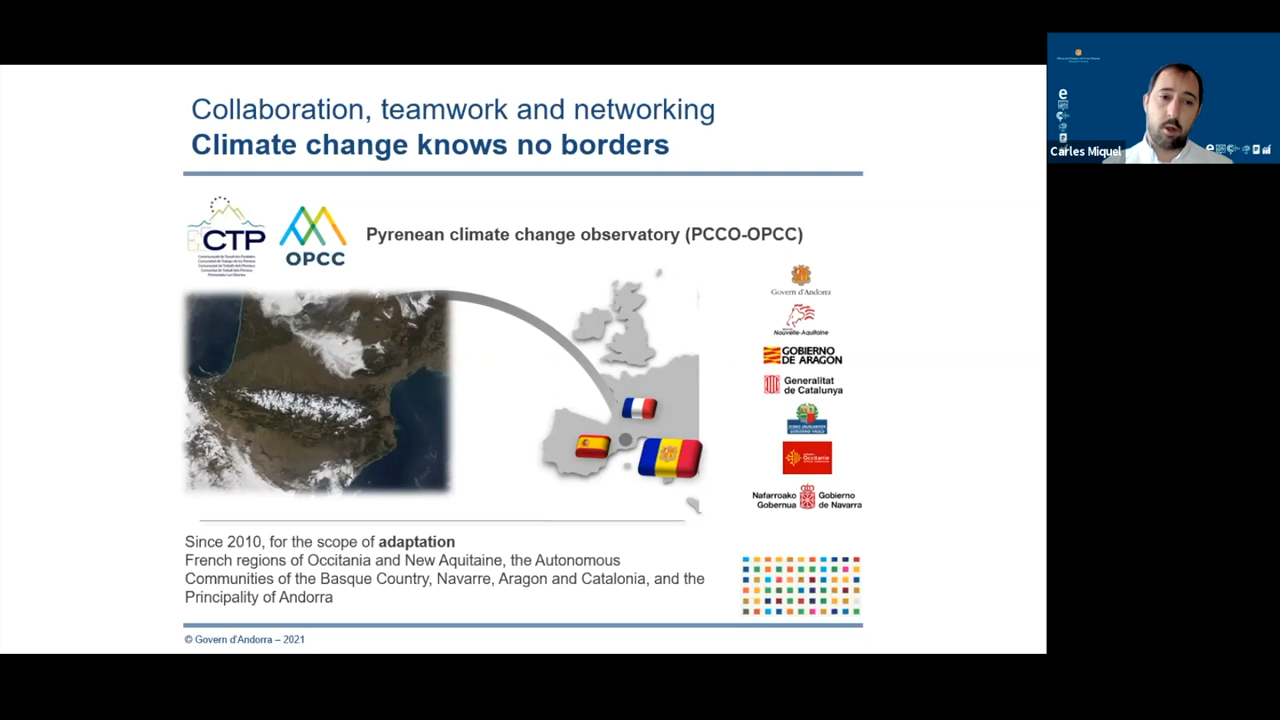 Collaboration, teamwork and networking
Climate change knows no borders
CTP
OPCC
Pyrenean climate change observatory (PCCO-OPCC)
Govern d'Andorra
Nouvelle-Aquitaine
GOBIERNO
DE ARAGON
Generalitat
de Catalunya
Occitanie
Nafarroako
Gobernua
Gobierno
de Navarra
Since 2010, for the scope of adaptation
French regions of Occitania and New Aquitaine, the Autonomous
Communities of the Basque Country, Navarre, Aragon and Catalonia, and the
Principality of Andorra
© Govern d'Andorra – 2021
Carles Miquel